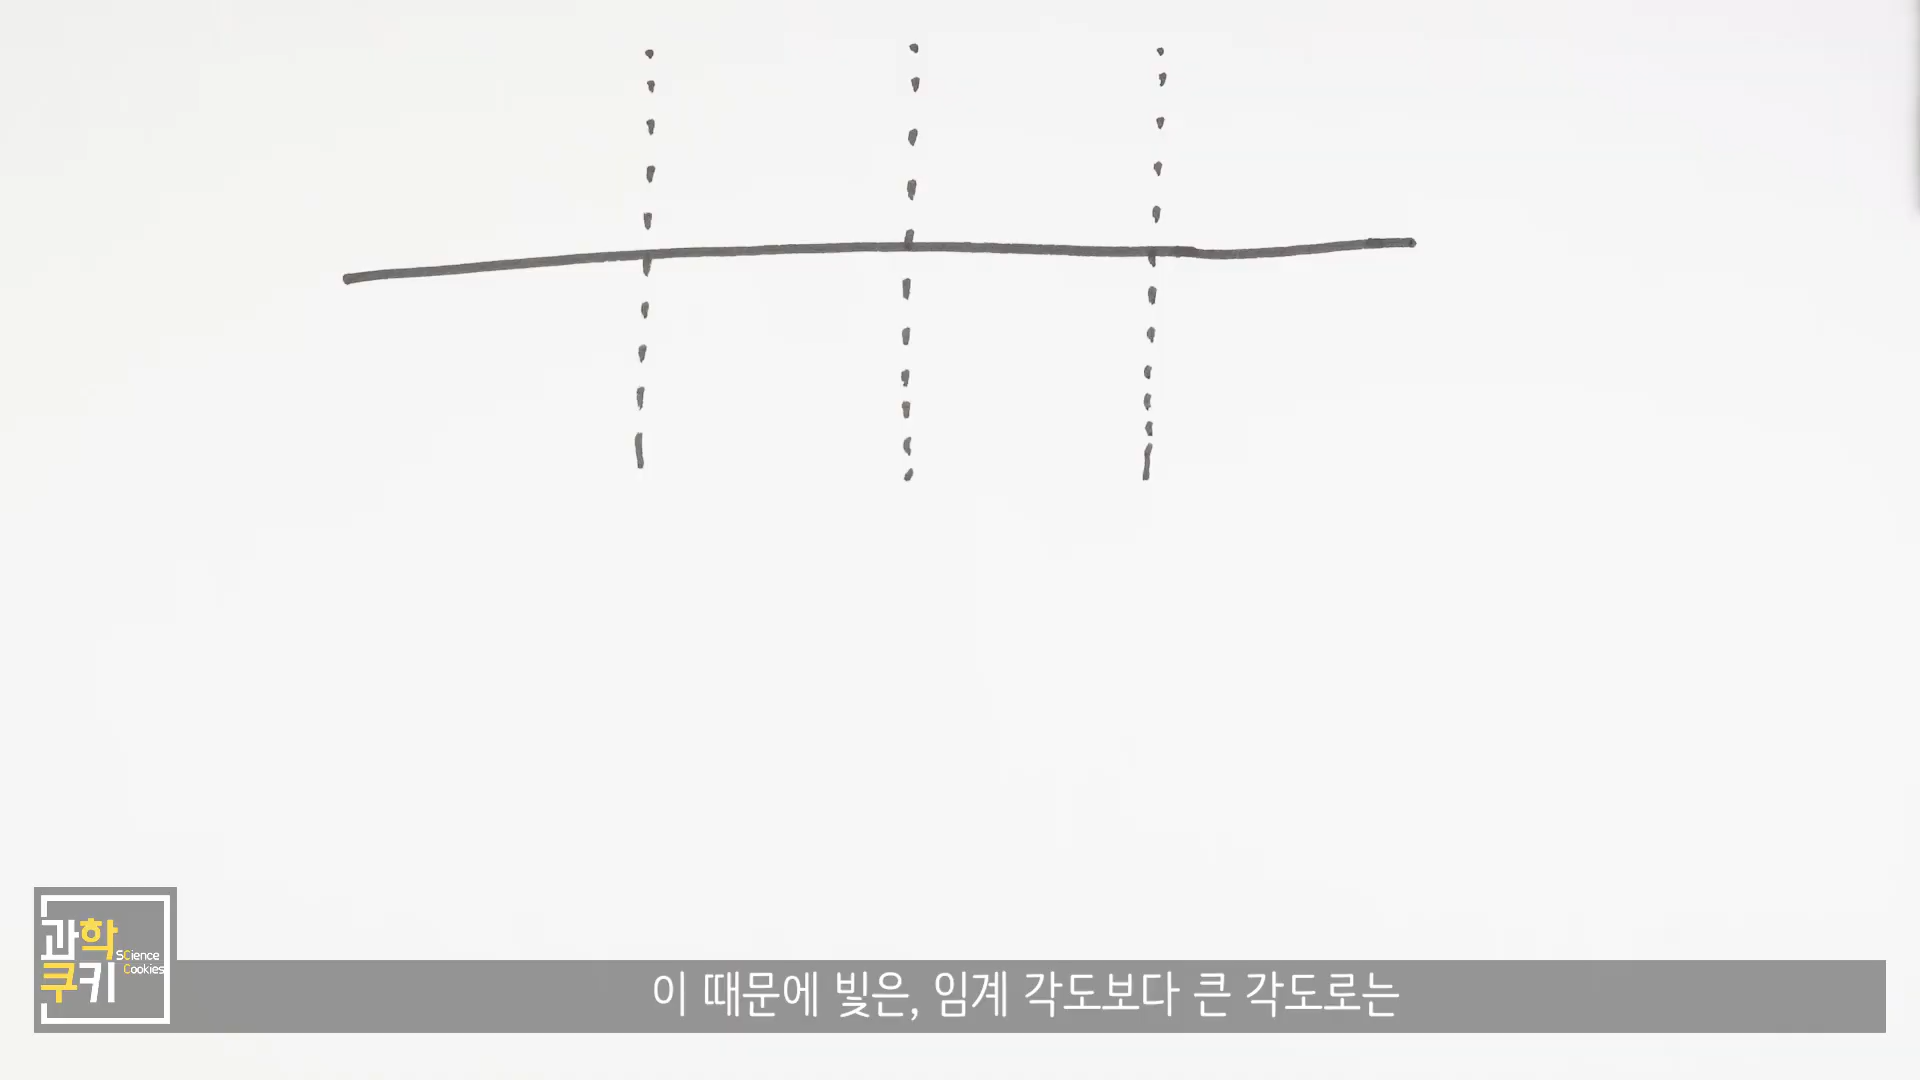 과학
쿠키
Science
Cookies
이 때문에 빛은, 임계 각도보다 큰 각도로는